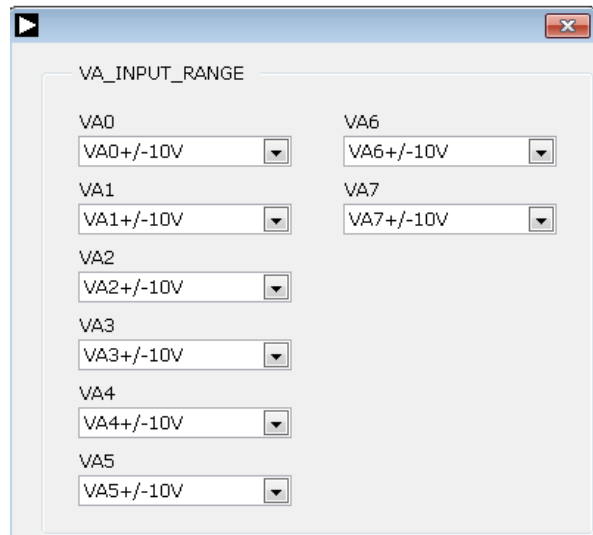 VA_INPUT_RANGE
VA0
VA0+/-10V
VA1
VA1+/-10V
VA2
VA2+/-10V
VA3
VA3+/-10V
VA4
VA4+/-10V
VA5
VA5+/-10V
VA6
VA6+/-10V
VA7
VA7+/-10V